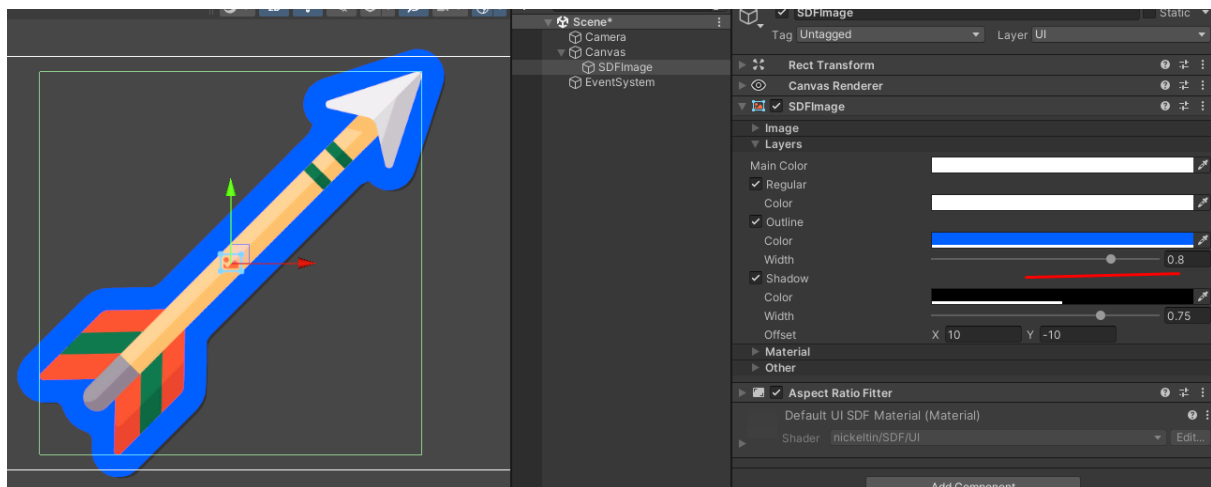 Scene*
Camera
Canvas
SDFImage
EventSystem
SDFImage
Static
Tag Untagged Layer UI
Rect Transform
Canvas Renderer
SDFImage
Image
Layers
Main Color
Regular
Color
Outline
Color
Width 0.8
Shadow
Color
Width 0.75
Offset X 10 Y -10
Material
Other
Aspect Ratio Fitter
Default UI SDF Material (Material)
Shader nickeltin/SDF/UI Edit...
Add Component